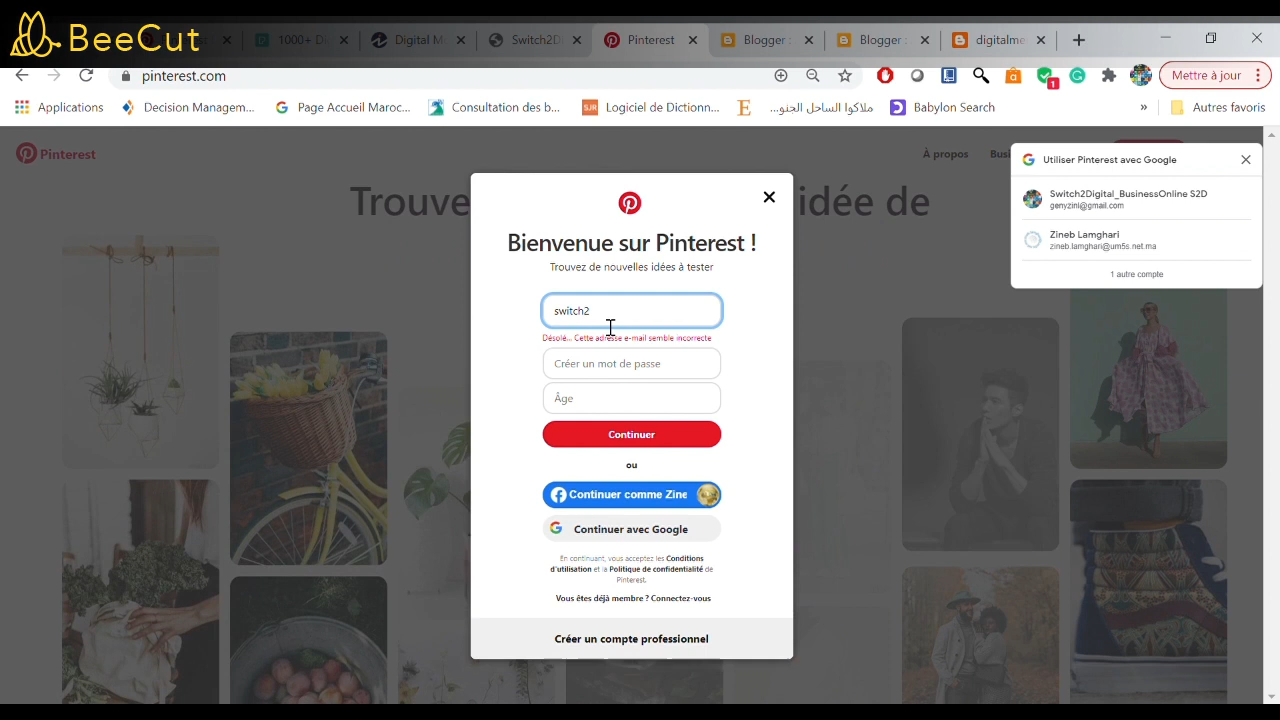 BeeCut
1000+ D
Digital M
Switch2D
Pinterest
Blogger :
Blogger :
digitalme
pinterest.com
Mettre à jour
Applications
Decision Managem...
Page Accueil Maroc...
Consultation des b...
SJR
Logiciel de Dictionn...
E
ملاكوا الساحل الجنو...
Babylon Search
»
Autres favoris
Pinterest
À propos
Busi
Trouve
idée de
Utiliser Pinterest avec Google
Switch2Digital_BusinessOnline S2D
genyzinl@gmail.com
Zineb Lamghari
zineb.lamghari@um5s.net.ma
1 autre compte
Bienvenue sur Pinterest !
Trouvez de nouvelles idées à tester
switch2
Désolé... Cette adresse e-mail semble incorrecte
Créer un mot de passe
Âge
Continuer
ou
Continuer comme Zine
Continuer avec Google
En continuant, vous acceptez les Conditions
d'utilisation et la Politique de confidentialité de
Pinterest.
Vous êtes déjà membre ? Connectez-vous
Créer un compte professionnel